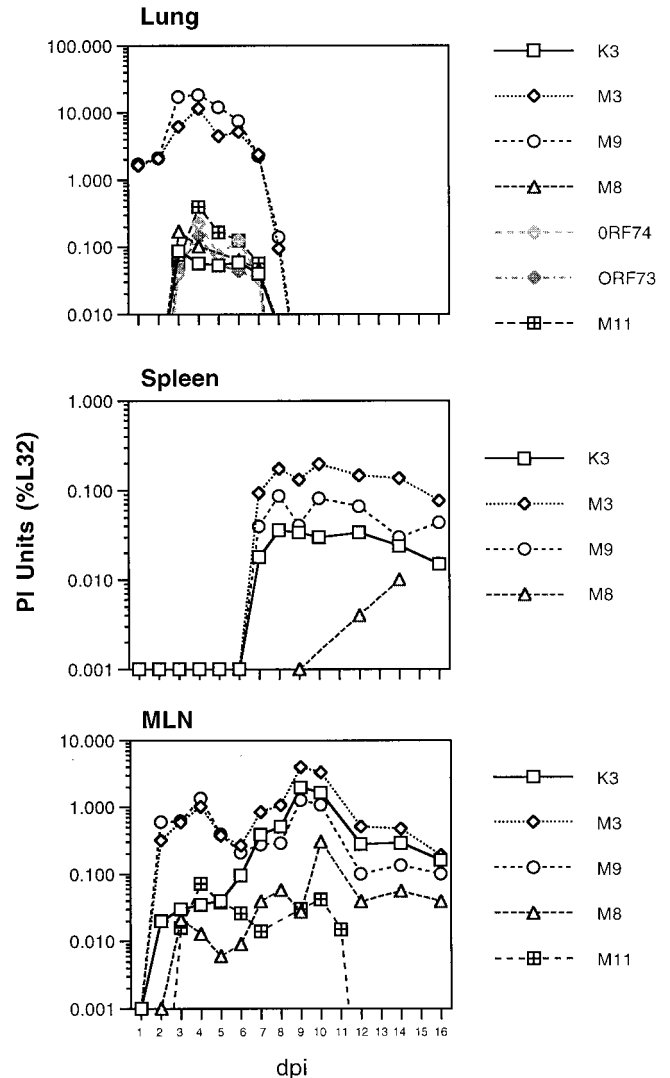 Lung
100.000
10.000
1.000
0.100
0.010
K3
M3
M9
M8
0RF74
ORF73
M11
Spleen
1.000
0.100
0.010
0.001
K3
M3
M9
M8
PI Units (%L32)
MLN
10.000
1.000
0.100
0.010
0.001
K3
M3
M9
M8
M11
1 2 3 4 5 6 7 8 9 10 11 12 14 16
dpi